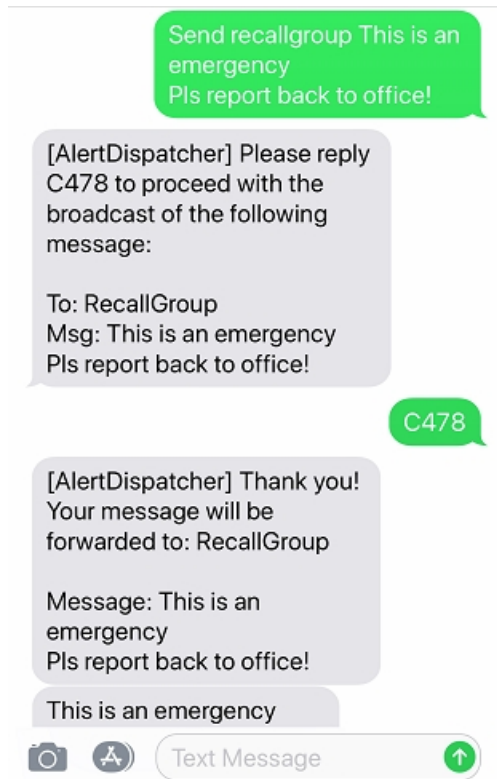 Send recallgroup This is an
emergency
Pls report back to office!
[AlertDispatcher] Please reply
C478 to proceed with the
broadcast of the following
message:
To: RecallGroup
Msg: This is an emergency
Pls report back to office!
C478
[AlertDispatcher] Thank you!
Your message will be
forwarded to: RecallGroup
Message: This is an
emergency
Pls report back to office!
This is an emergency
Text Message